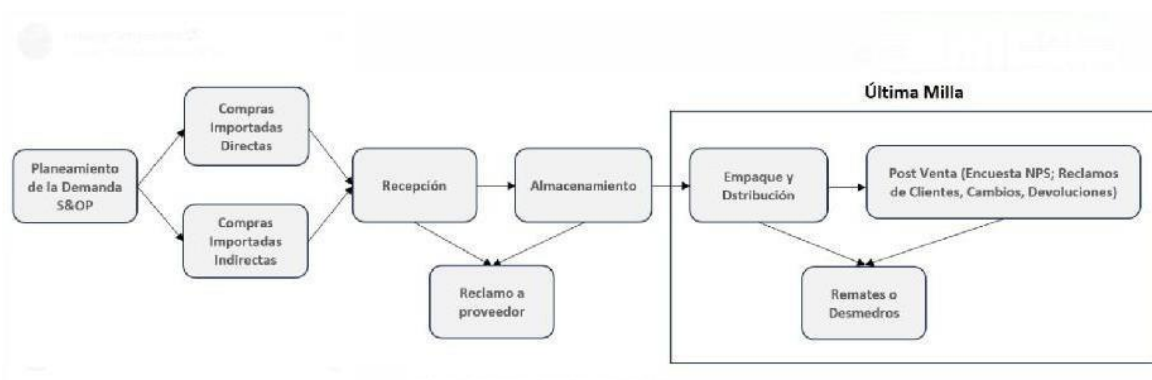 Última Milla
Planeamiento
de la Demanda
S&OP
Compras
Importadas
Directas
Compras
Importadas
Indirectas
Recepción
Almacenamiento
Reclamo a
proveedor
Empaque y
Dstribución
Post Venta (Encuesta NPS; Reclamos
de Clientes, Cambios, Devoluciones)
Remates o
Desmedros